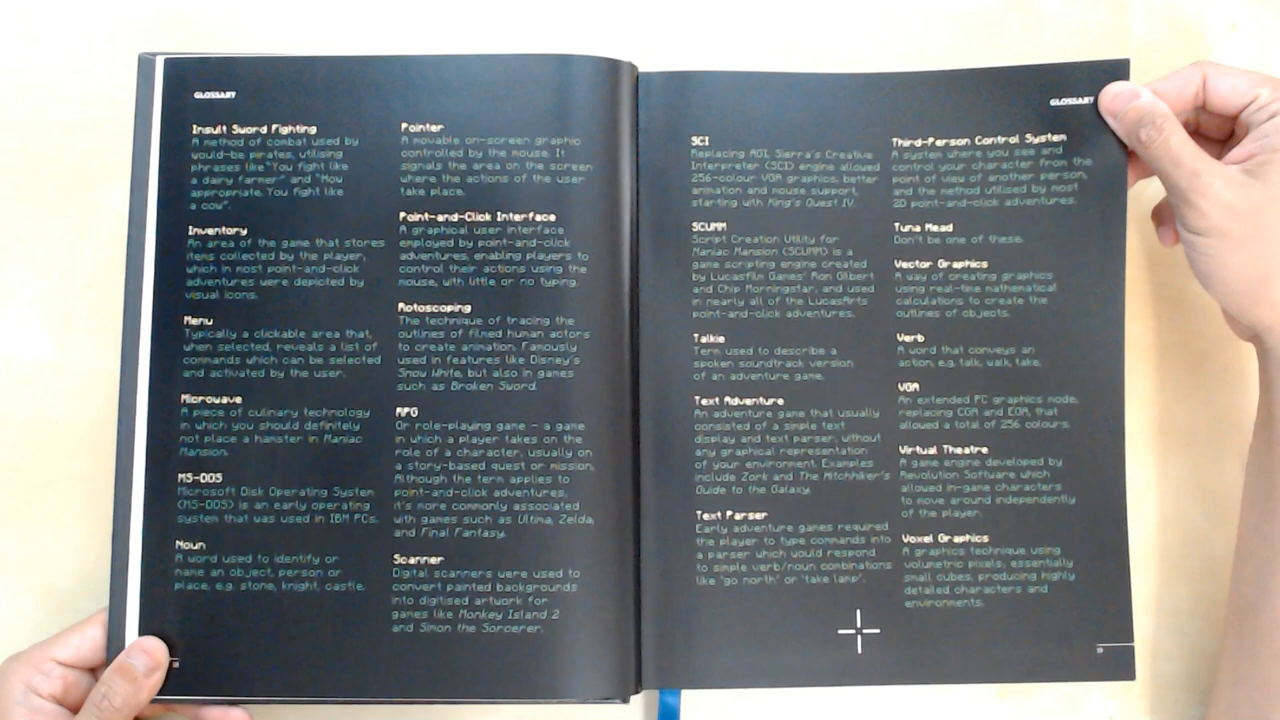 GLOSSARY
Insult Sword Fighting
A method of combat used by
would-be pirates, utilising
phrases like "You fight like
a dairy farmer" and "How
appropriate. You fight like
a cow".
Inventory
An area of the game that stores
items collected by the player,
which in most point-and-click
adventures were depicted by
visual icons.
Menu
Typically a clickable area that,
when selected, reveals a list of
commands which can be selected
and activated by the user.
Microwave
A piece of culinary technology
in which you should definitely
not place a hamster in Maniac
Mansion.
MS-DOS
Microsoft Disk Operating System
(MS-DOS) is an early operating
system that was used in IBM PCs.
Noun
A word used to identify or
name an object, person or
place, e.g. stone, knight, castle.
Pointer
A movable on-screen graphic
controlled by the mouse. It
signals the area on the screen
where the actions of the user
take place.
Point-and-Click Interface
A graphical user interface
employed by point-and-click
adventures, enabling players to
control their actions using the
mouse, with little or no typing.
Rotoscoping
The technique of tracing the
outlines of filmed human actors
to create animation. Famously
used in features like Disney's
Snow White, but also in games
such as Broken Sword.
RPG
Or role-playing game – a game
in which a player takes on the
role of a character, usually on
a story-based quest or mission.
Although the term applies to
point-and-click adventures,
it's more commonly associated
with games such as Ultima, Zelda,
and Final Fantasy.
Scanner
Digital scanners were used to
convert painted backgrounds
into digitised artwork for
games like Monkey Island 2
and Simon the Sorcerer.
GLOSSARY
SCI
Replacing AGI, Sierra's Creative
Interpreter (SCI) engine allowed
256-colour VGA graphics, better
animation and mouse support,
starting with King's Quest IV.
SCUMM
Script Creation Utility for
Maniac Mansion (SCUMM) is a
game scripting engine created
by Lucasfilm Games' Ron Gilbert
and Chip Morningstar, and used
in nearly all of the LucasArts
point-and-click adventures.
Talkie
Term used to describe a
spoken soundtrack version
of an adventure game.
Text Adventure
An adventure game that usually
consisted of a simple text
display and text parser, without
any graphical representation
of your environment. Examples
include Zork and The Hitchhiker's
Guide to the Galaxy.
Text Parser
Early adventure games required
the player to type commands into
a parser which would respond
to simple verb/noun combinations
like 'go north' or 'take lamp'.
Third-Person Control System
A system where you see and
control your character from the
point of view of another person,
and the method utilised by most
2D point-and-click adventures.
Tuna Head
Don't be one of these.
Vector Graphics
A way of creating graphics
using real-time mathematical
calculations to create the
outlines of objects.
Verb
A word that conveys an
action, e.g. talk, walk, take.
VGA
An extended PC graphics mode,
replacing CGA and EGA, that
allowed a total of 256 colours.
Virtual Theatre
A game engine developed by
Revolution Software which
allowed in-game characters
to move around independently
of the player.
Voxel Graphics
A graphics technique using
volumetric pixels, essentially
small cubes, producing highly
detailed characters and
environments.